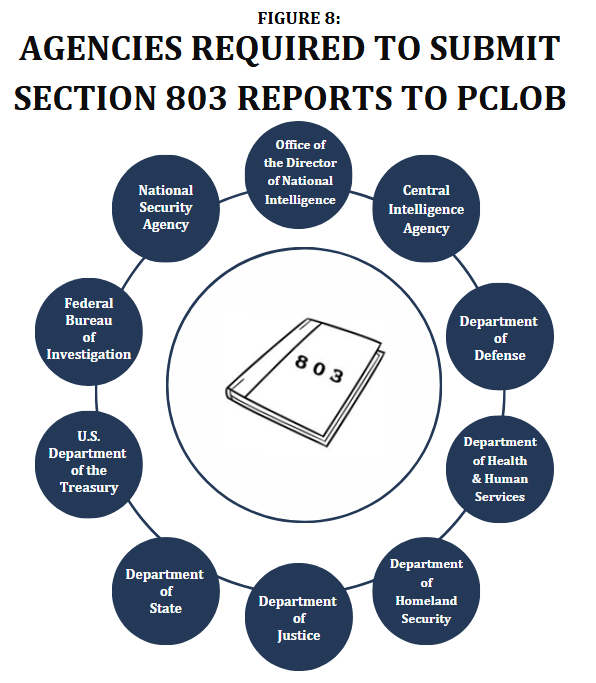 FIGURE 8:
AGENCIES REQUIRED TO SUBMIT
SECTION 803 REPORTS TO PCLOB
Office of
the Director
of National
Intelligence
Central
Intelligence
Agency
Department
of
Defense
Department
of Health
& Human
Services
Department
of
Homeland
Security
Department
of
Justice
Department
of
State
U.S.
Department
of the
Treasury
Federal
Bureau
of
Investigation
National
Security
Agency
803